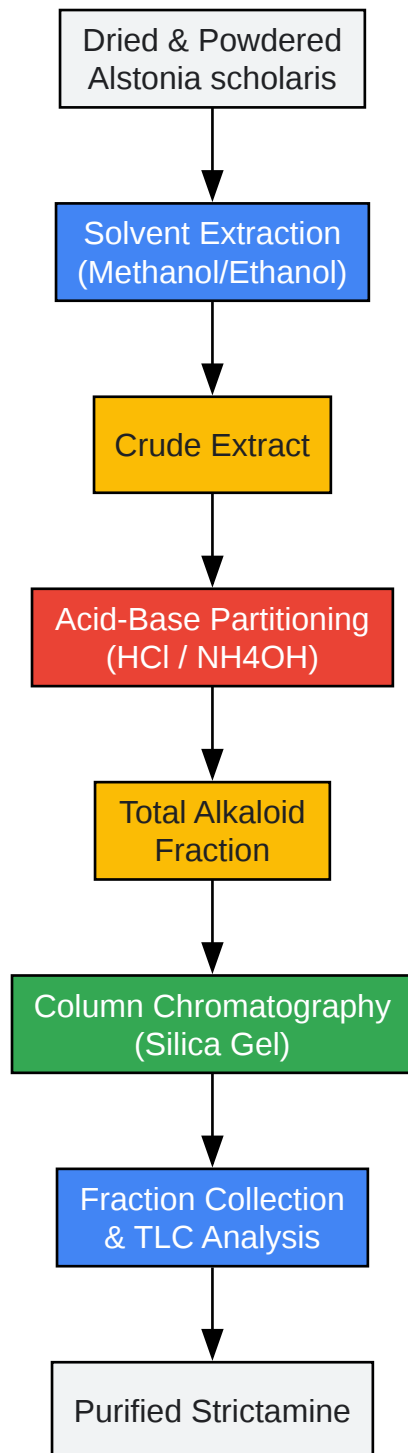 Dried & Powdered
Alstonia scholaris
Solvent Extraction
(Methanol/Ethanol)
Crude Extract
Acid-Base Partitioning
(HCl / NH4OH)
Total Alkaloid
Fraction
Column Chromatography
(Silica Gel)
Fraction Collection
& TLC Analysis
Purified Strictamine